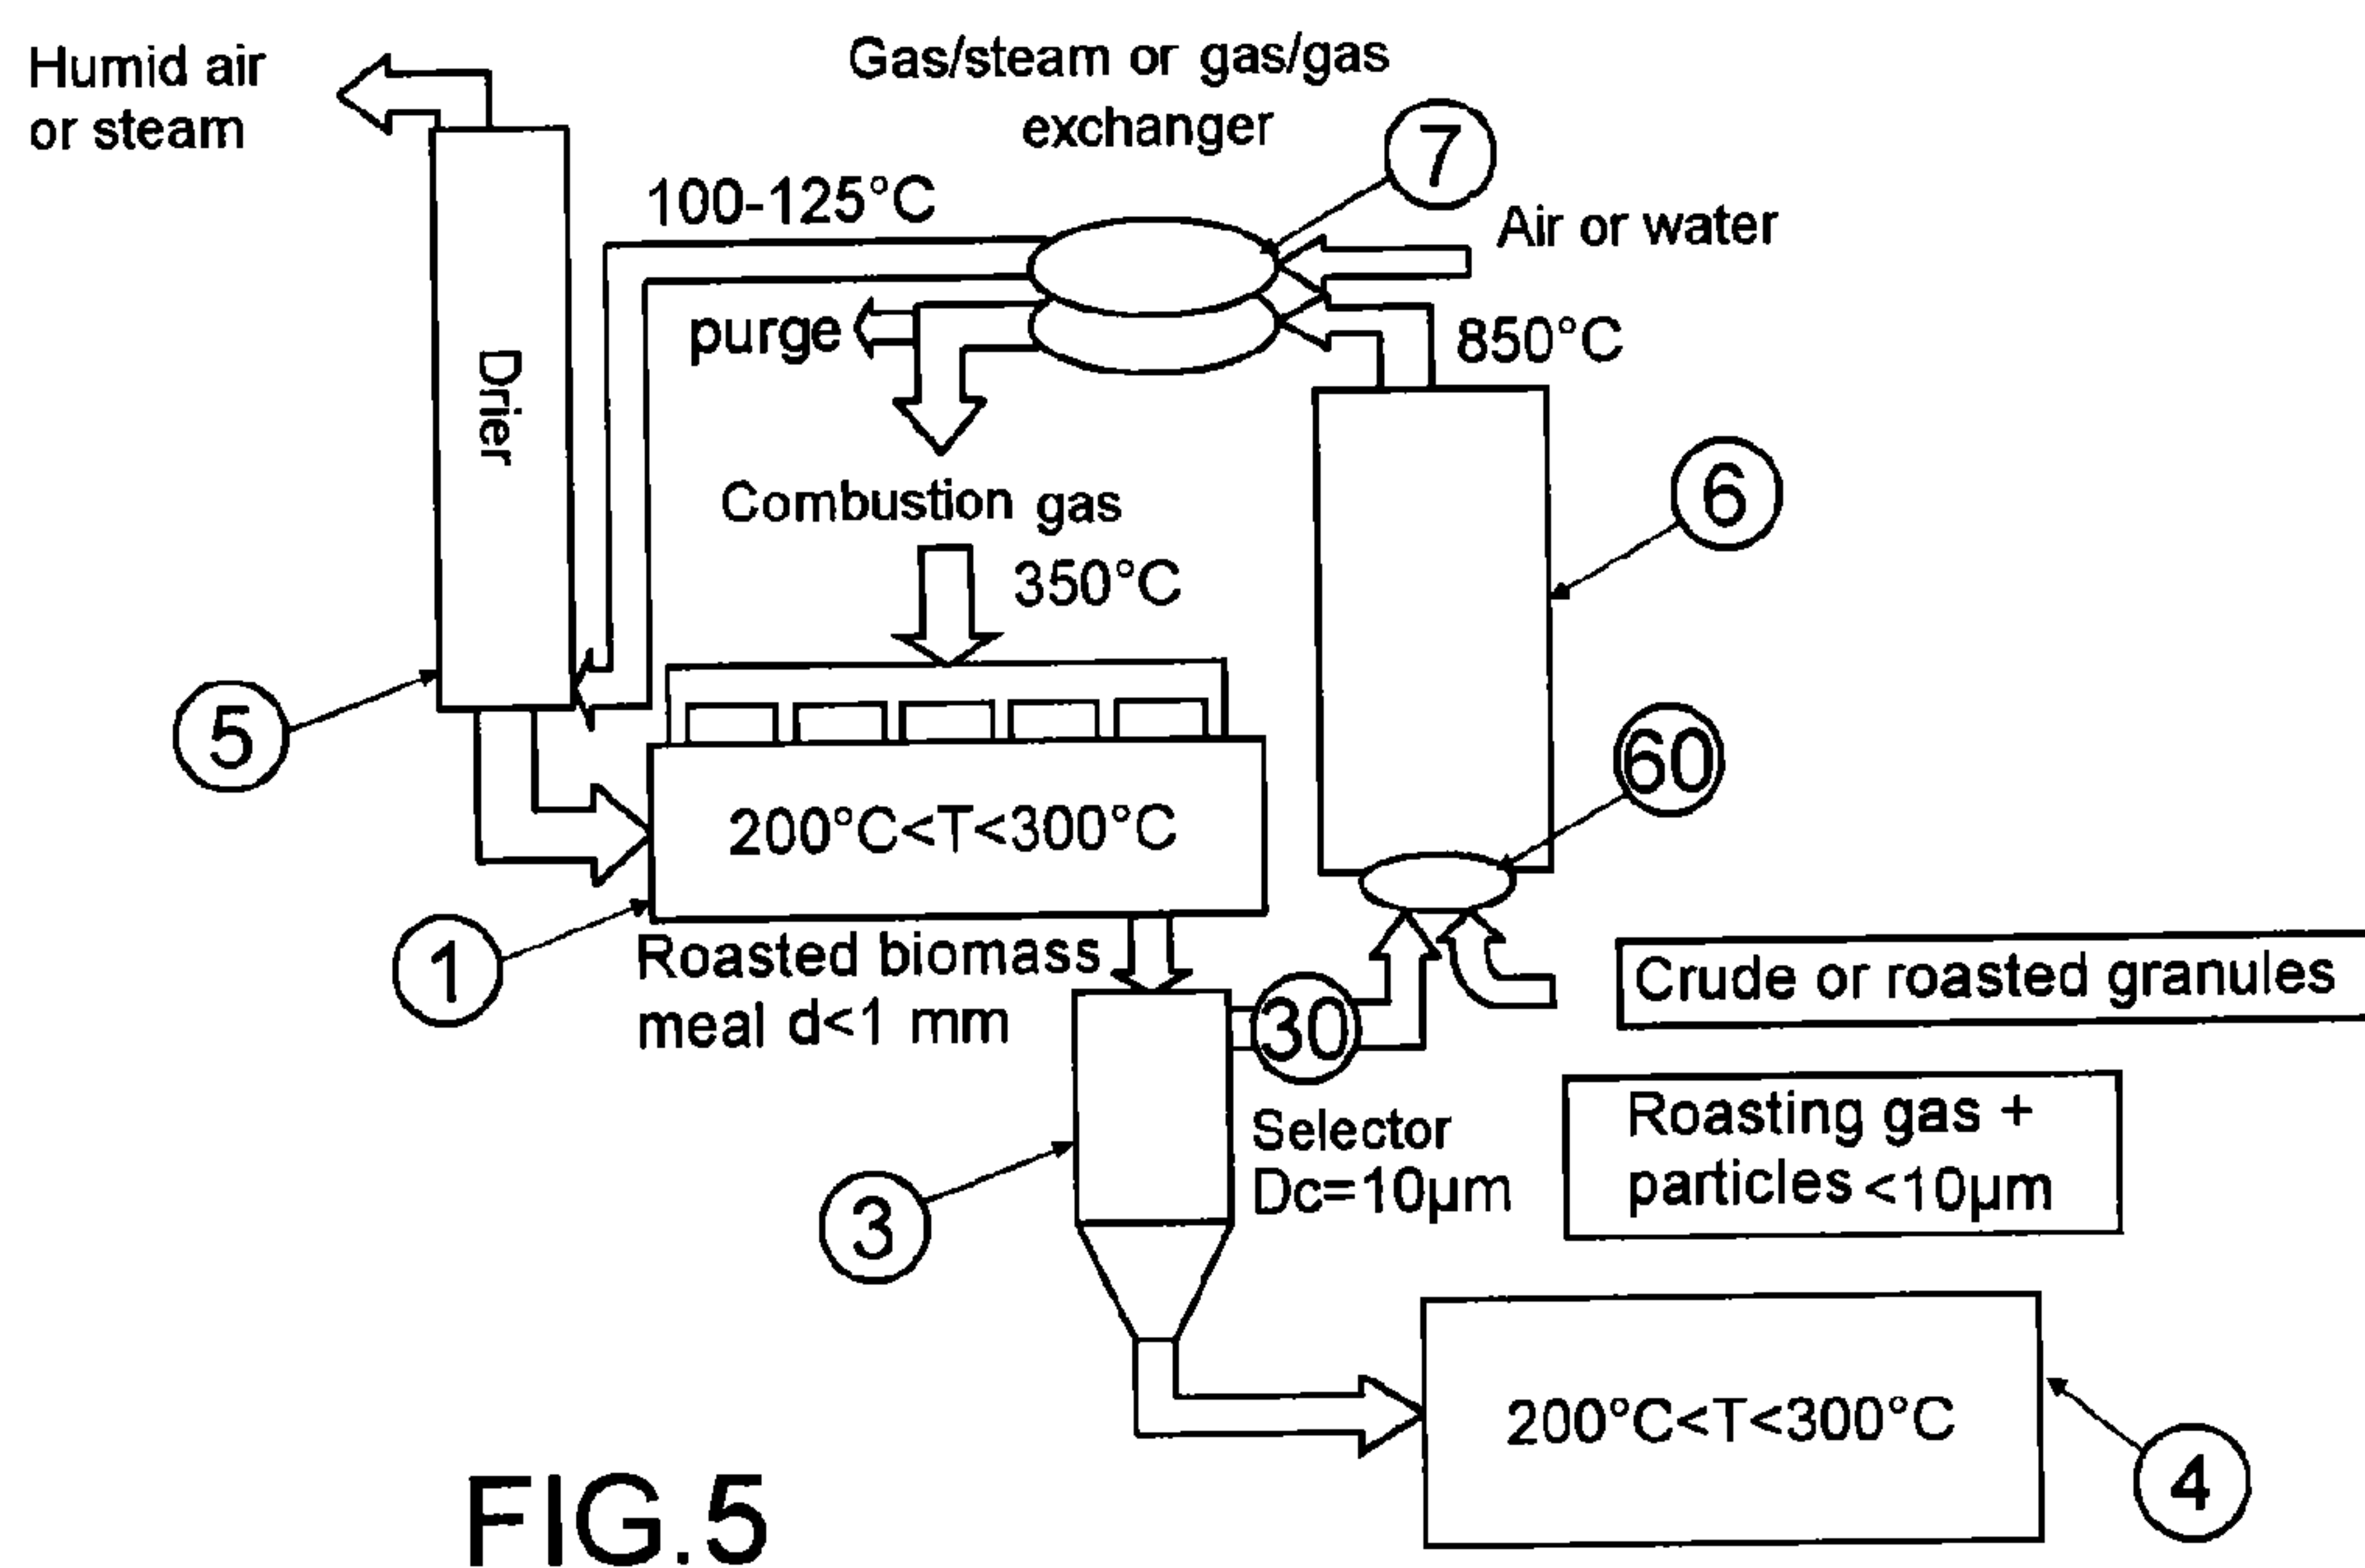 Humid air
or steam
Gas/steam or gas/gas
exchanger
7
100-125°C
Air or water
purge
850°C
Drier
Combustion gas
6
350°C
5
60
200°C<T<300°C
1
Roasted biomass
meal d<1 mm
30
Crude or roasted granules
Selector
Dc=10µm
Roasting gas +
particles <10µm
3
200°C<T<300°C
4
FIG.5